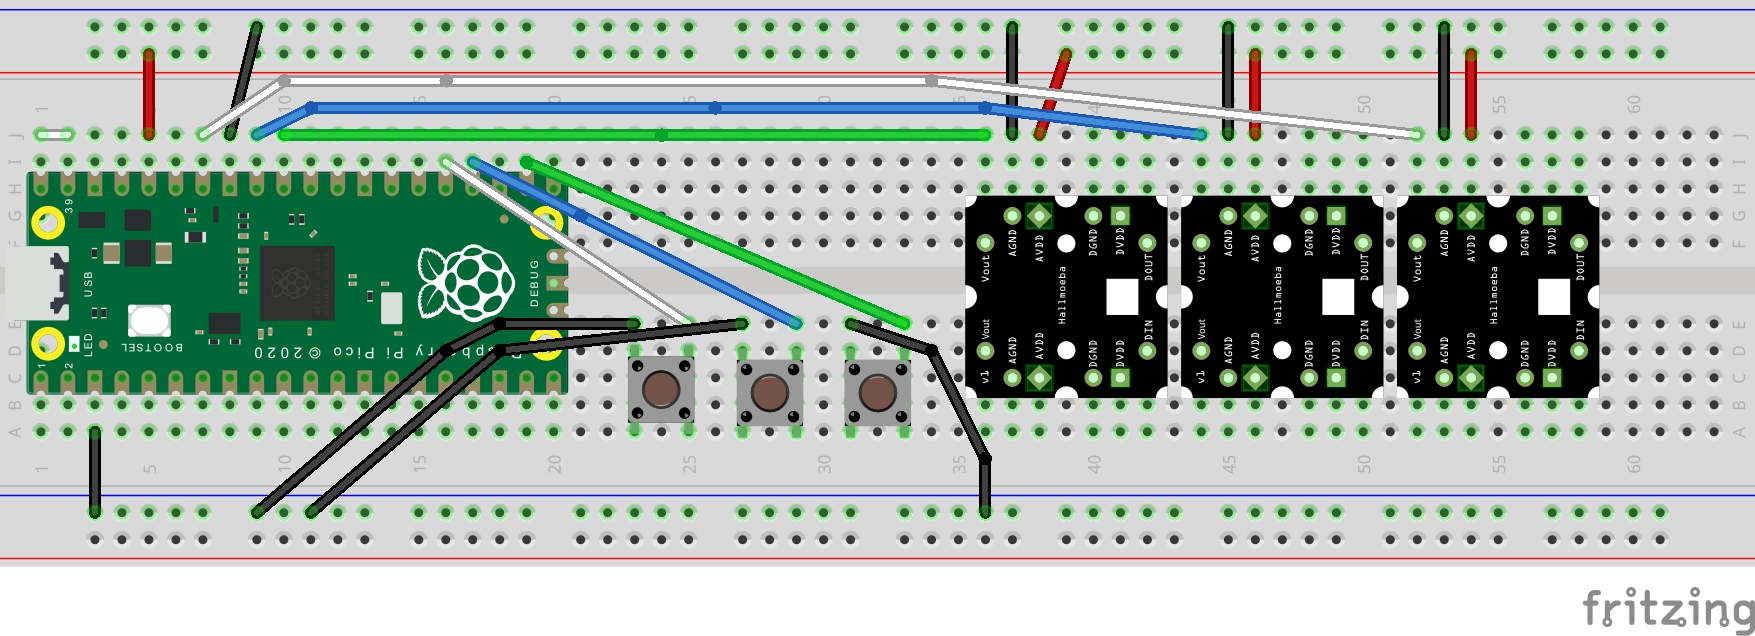 1 10 15 20 25 30 35 40 45 50 55 60
J J
I I
H H
G G
F F
E E
D D
C C
B B
A A
39
USB
1
2
LED
BOOTSEL
Raspberry Pi Pico © 2020
DEBUG
Vout AGND AVDD DGND DVDD DOUT
Hallmoeba
Vout v1 AGND AVDD DGND DVDD DIN
Vout AGND AVDD DGND DVDD DOUT
Hallmoeba
Vout v1 AGND AVDD DGND DVDD DIN
Vout AGND AVDD DGND DVDD DOUT
Hallmoeba
Vout v1 AGND AVDD DGND DVDD DIN
1 5 10 15 20 25 30 35 40 45 50 55 60
fritzing